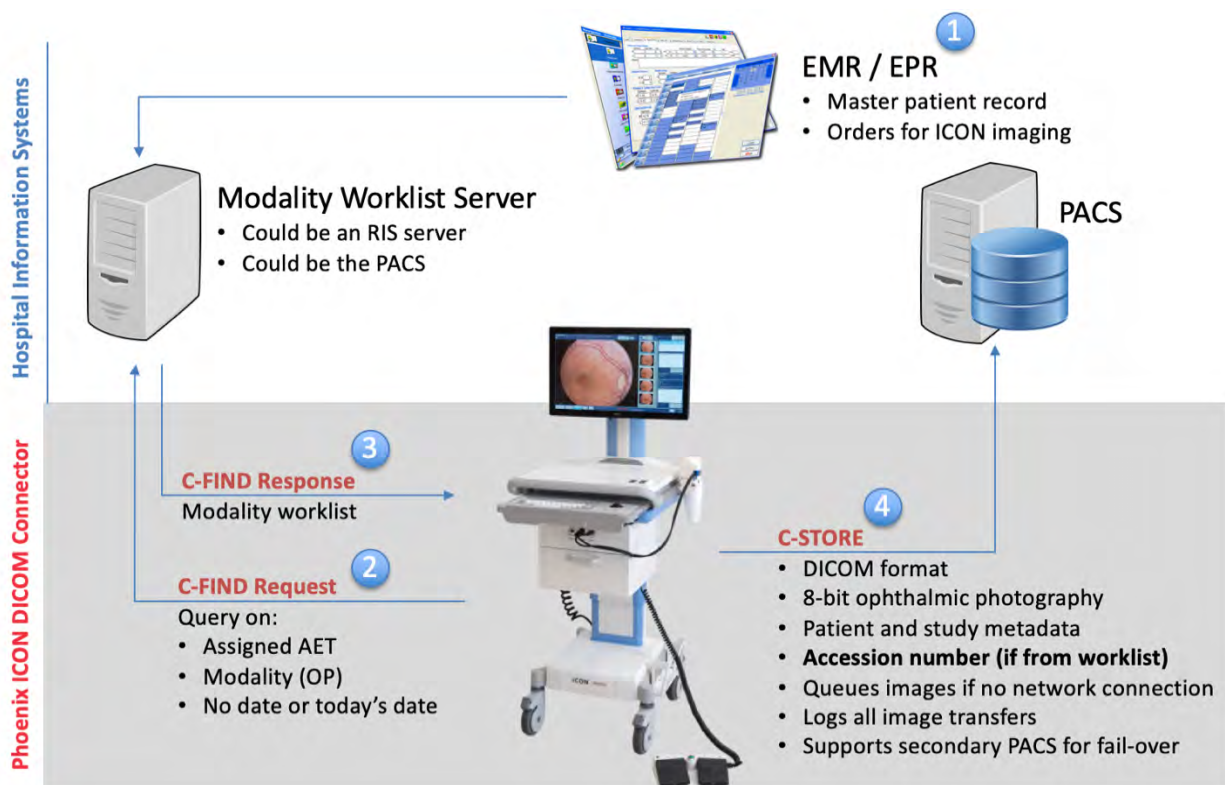 Hospital Information Systems
1
EMR / EPR
• Master patient record
• Orders for ICON imaging
Modality Worklist Server
• Could be an RIS server
• Could be the PACS
PACS
Phoenix ICON DICOM Connector
3
C-FIND Response
Modality worklist
2
C-FIND Request
Query on:
• Assigned AET
• Modality (OP)
• No date or today's date
ICON
4
C-STORE
• DICOM format
• 8-bit ophthalmic photography
• Patient and study metadata
• Accession number (if from worklist)
• Queues images if no network connection
• Logs all image transfers
• Supports secondary PACS for fail-over